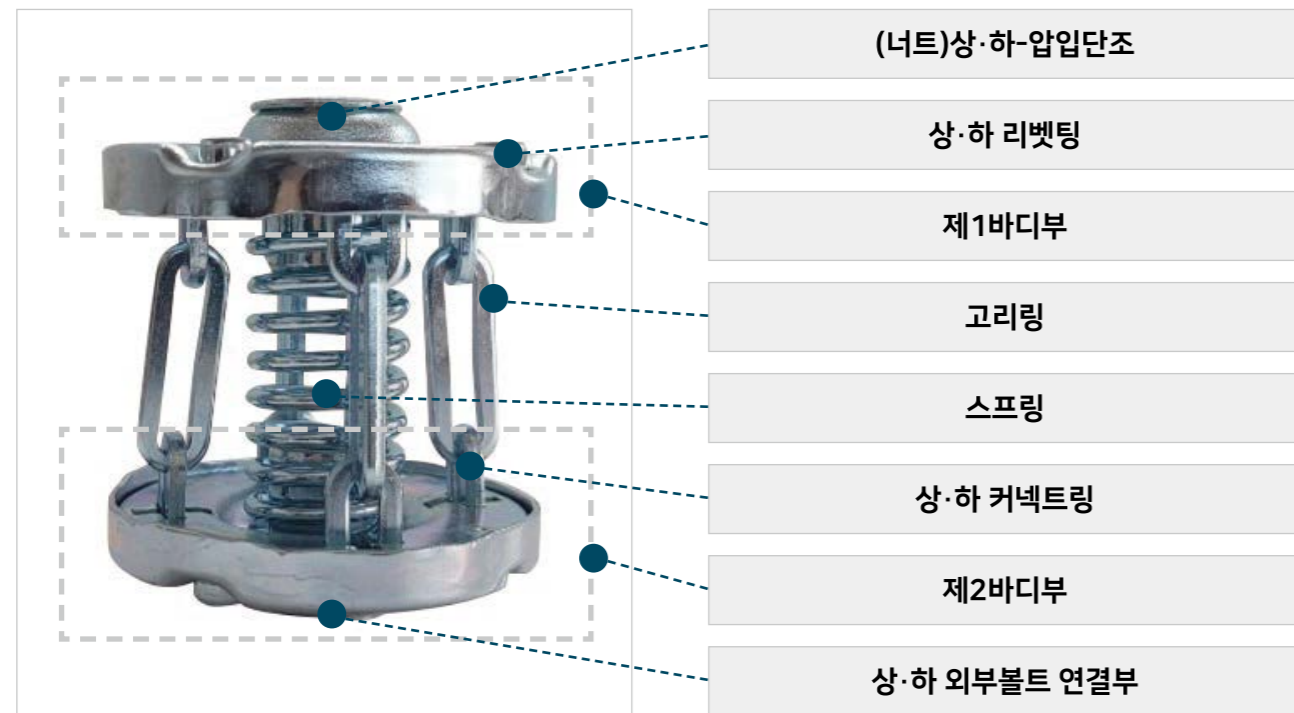 (너트)상·하-압입단조
상·하 리벳팅
제1바디부
고리링
스프링
상·하 커넥트링
제2바디부
상·하 외부볼트 연결부